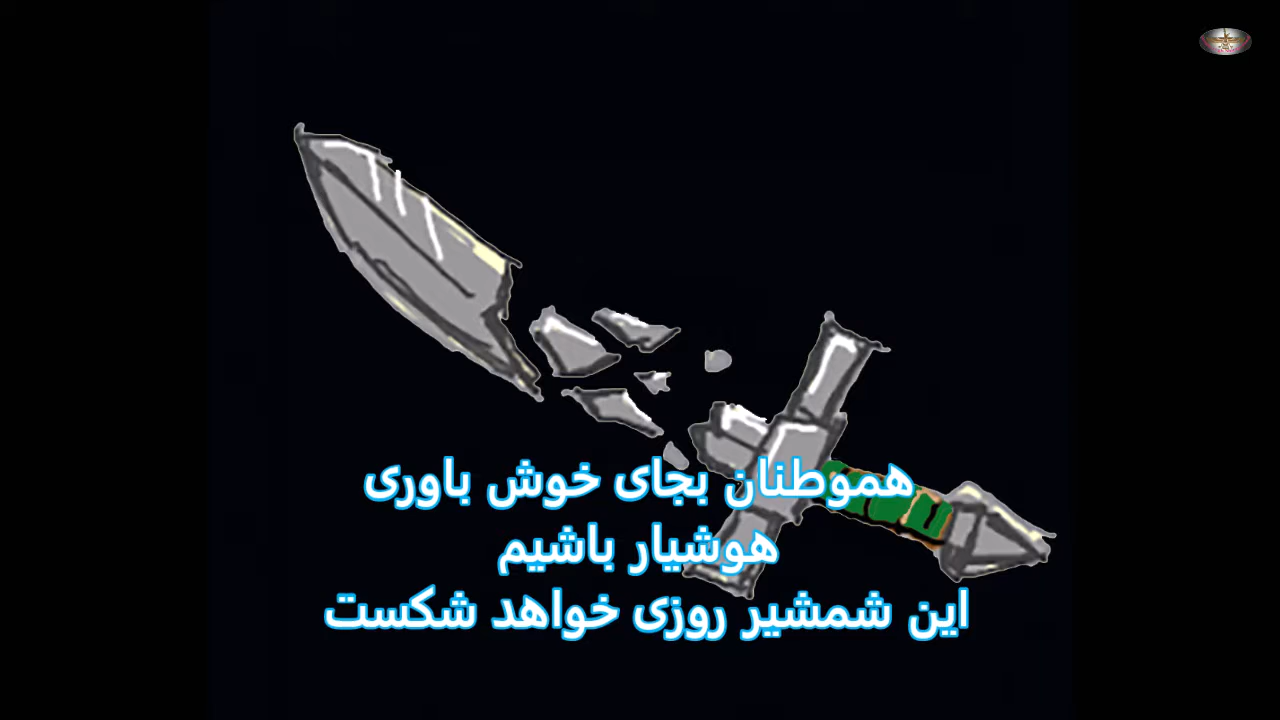 هموطنان بجای خوش باوری
هوشیار باشیم
این شمشیر روزی خواهد شکست